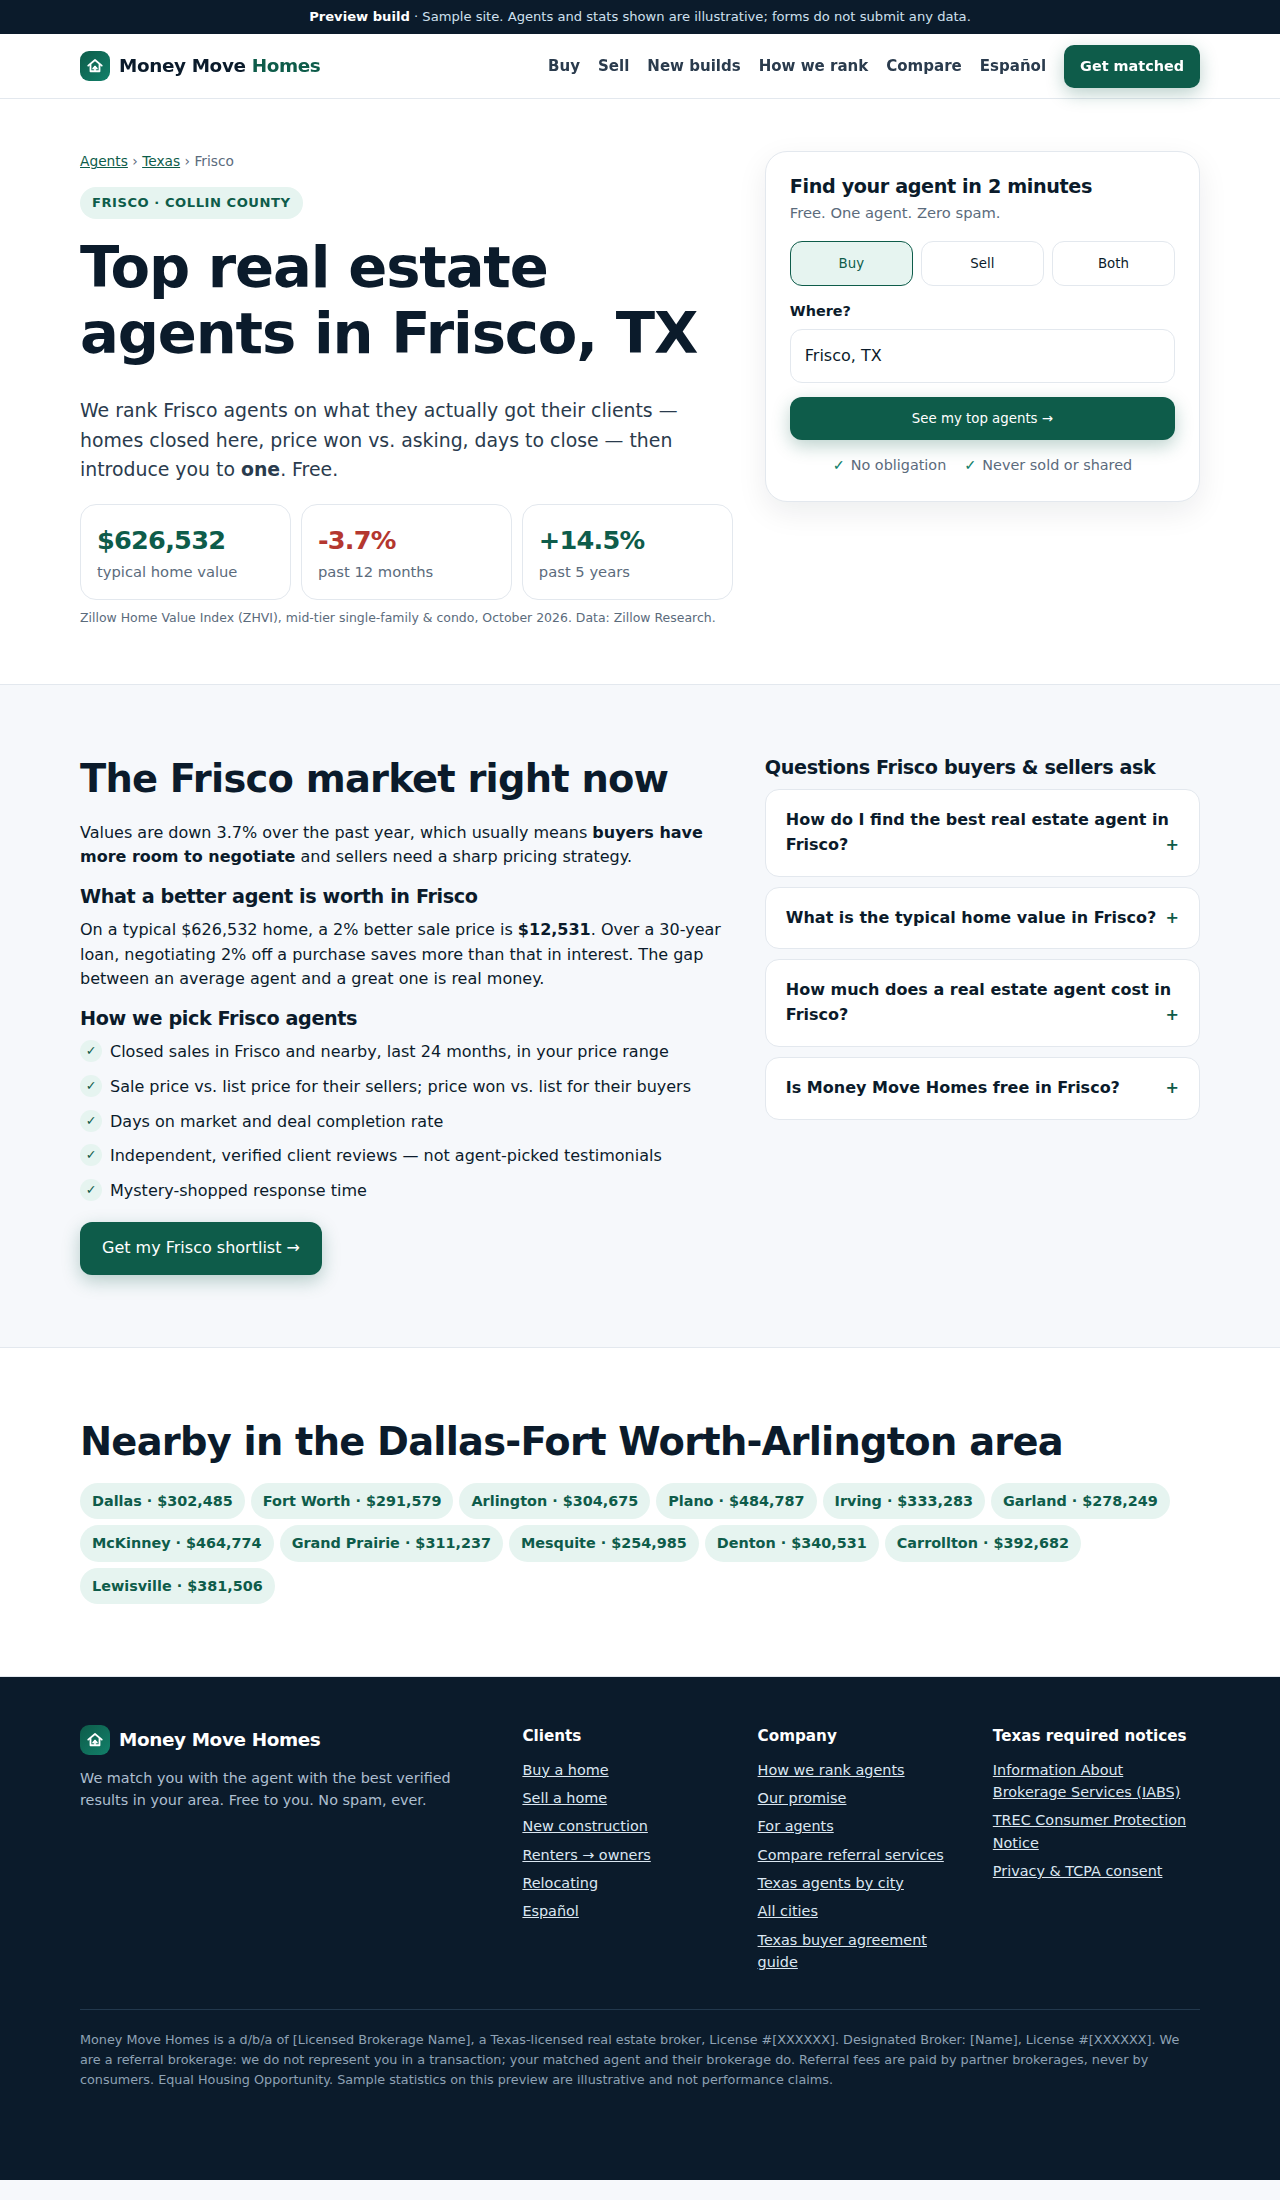 Preview build · Sample site. Agents and stats shown are illustrative; forms do not submit any data.
Money Move Homes
Buy
Sell
New builds
How we rank
Compare
Español
Get matched
Agents › Texas › Frisco
FRISCO · COLLIN COUNTY
Top real estate
agents in Frisco, TX
We rank Frisco agents on what they actually got their clients —
homes closed here, price won vs. asking, days to close — then
introduce you to one. Free.
$626,532
typical home value
-3.7%
past 12 months
+14.5%
past 5 years
Zillow Home Value Index (ZHVI), mid-tier single-family & condo, October 2026. Data: Zillow Research.
Find your agent in 2 minutes
Free. One agent. Zero spam.
Buy
Sell
Both
Where?
Frisco, TX
See my top agents →
✓ No obligation
✓ Never sold or shared
The Frisco market right now
Values are down 3.7% over the past year, which usually means buyers have
more room to negotiate and sellers need a sharp pricing strategy.
What a better agent is worth in Frisco
On a typical $626,532 home, a 2% better sale price is $12,531. Over a 30-year
loan, negotiating 2% off a purchase saves more than that in interest. The gap
between an average agent and a great one is real money.
How we pick Frisco agents
✓ Closed sales in Frisco and nearby, last 24 months, in your price range
✓ Sale price vs. list price for their sellers; price won vs. list for their buyers
✓ Days on market and deal completion rate
✓ Independent, verified client reviews — not agent-picked testimonials
✓ Mystery-shopped response time
Get my Frisco shortlist →
Questions Frisco buyers & sellers ask
How do I find the best real estate agent in
Frisco? +
What is the typical home value in Frisco? +
How much does a real estate agent cost in
Frisco? +
Is Money Move Homes free in Frisco? +
Nearby in the Dallas-Fort Worth-Arlington area
Dallas · $302,485
Fort Worth · $291,579
Arlington · $304,675
Plano · $484,787
Irving · $333,283
Garland · $278,249
McKinney · $464,774
Grand Prairie · $311,237
Mesquite · $254,985
Denton · $340,531
Carrollton · $392,682
Lewisville · $381,506
Money Move Homes
We match you with the agent with the best verified
results in your area. Free to you. No spam, ever.
Clients
Buy a home
Sell a home
New construction
Renters → owners
Relocating
Español
Company
How we rank agents
Our promise
For agents
Compare referral services
Texas agents by city
All cities
Texas buyer agreement
guide
Texas required notices
Information About
Brokerage Services (IABS)
TREC Consumer Protection
Notice
Privacy & TCPA consent
Money Move Homes is a d/b/a of [Licensed Brokerage Name], a Texas-licensed real estate broker, License #[XXXXXX]. Designated Broker: [Name], License #[XXXXXX]. We
are a referral brokerage: we do not represent you in a transaction; your matched agent and their brokerage do. Referral fees are paid by partner brokerages, never by
consumers. Equal Housing Opportunity. Sample statistics on this preview are illustrative and not performance claims.